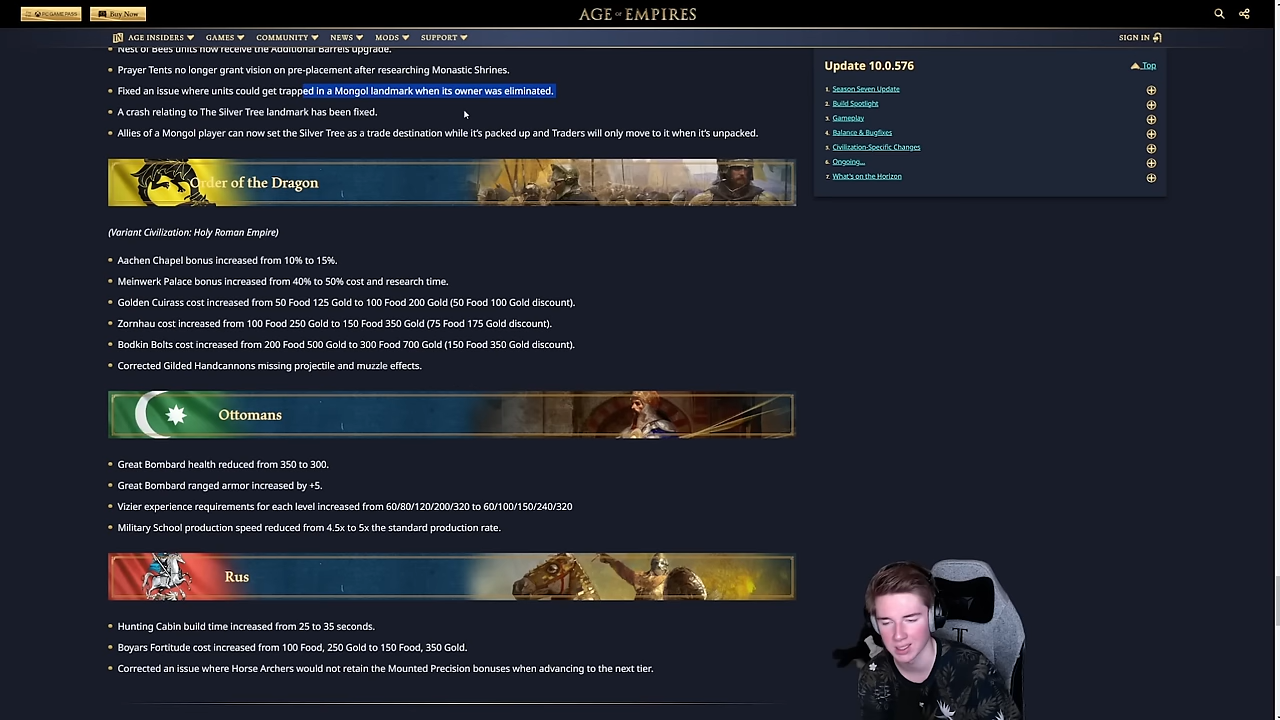 PC GAME PASS
Buy Now
AGE OF EMPIRES
AGE INSIDERS
GAMES
COMMUNITY
NEWS
MODS
SUPPORT
SIGN IN
Nest of Bees units now receive the Additional Barrels upgrade.
Prayer Tents no longer grant vision on pre-placement after researching Monastic Shrines.
Fixed an issue where units could get trapped in a Mongol landmark when its owner was eliminated.
A crash relating to The Silver Tree landmark has been fixed.
Allies of a Mongol player can now set the Silver Tree as a trade destination while it's packed up and Traders will only move to it when it's unpacked.
Order of the Dragon
(Variant Civilization: Holy Roman Empire)
Aachen Chapel bonus increased from 10% to 15%.
Meinwerk Palace bonus increased from 40% to 50% cost and research time.
Golden Cuirass cost increased from 50 Food 125 Gold to 100 Food 200 Gold (50 Food 100 Gold discount).
Zornhau cost increased from 100 Food 250 Gold to 150 Food 350 Gold (75 Food 175 Gold discount).
Bodkin Bolts cost increased from 200 Food 500 Gold to 300 Food 700 Gold (150 Food 350 Gold discount).
Corrected Gilded Handcannons missing projectile and muzzle effects.
Ottomans
Great Bombard health reduced from 350 to 300.
Great Bombard ranged armor increased by +5.
Vizier experience requirements for each level increased from 60/80/120/200/320 to 60/100/150/240/320
Military School production speed reduced from 4.5x to 5x the standard production rate.
Rus
Hunting Cabin build time increased from 25 to 35 seconds.
Boyars Fortitude cost increased from 100 Food, 250 Gold to 150 Food, 350 Gold.
Corrected an issue where Horse Archers would not retain the Mounted Precision bonuses when advancing to the next tier.
Update 10.0.576
Top
1. Season Seven Update
2. Build Spotlight
3. Gameplay
4. Balance & Bugfixes
5. Civilization-Specific Changes
6. Ongoing...
7. What's on the Horizon